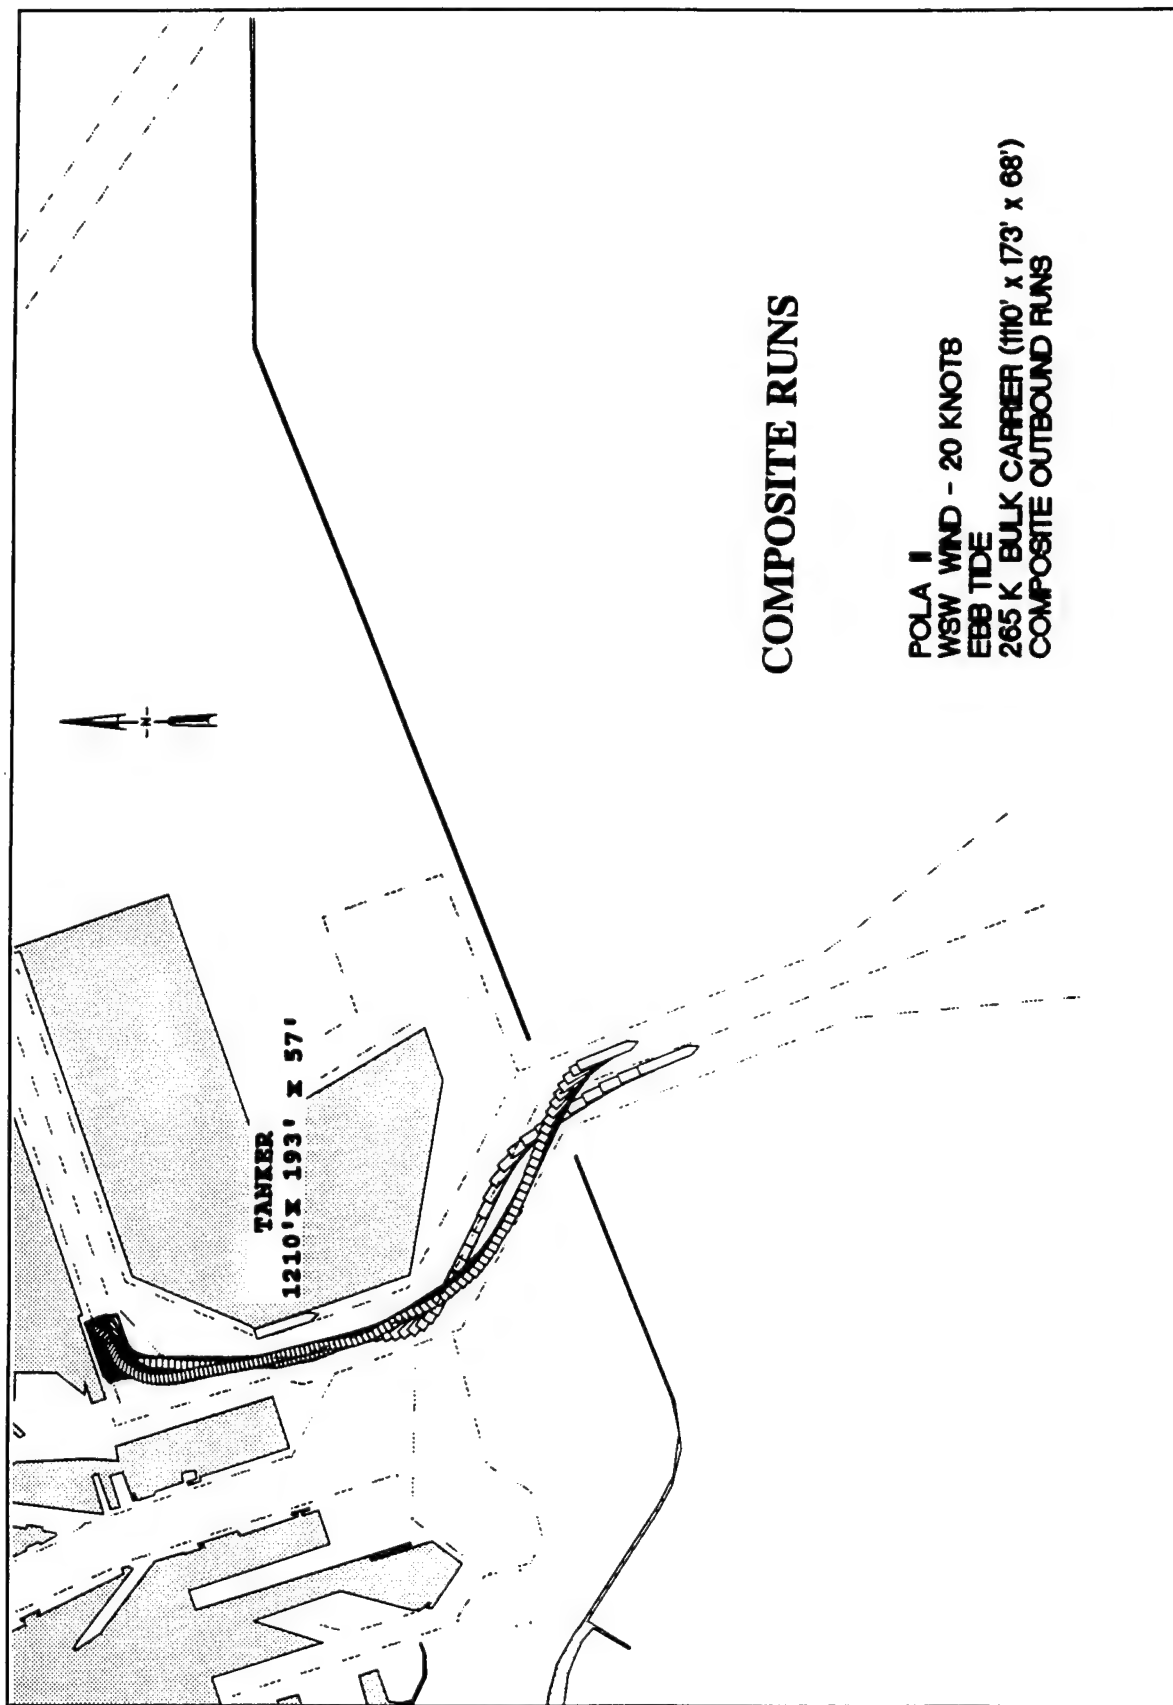 TANKER
1210'x 193' x 57'
COMPOSITE RUNS
POLA II
WSW WIND - 20 KNOTS
EBB TIDE
265 K BULK CARRIER (1110' x 173' x 68')
COMPOSITE OUTBOUND RUNS
N